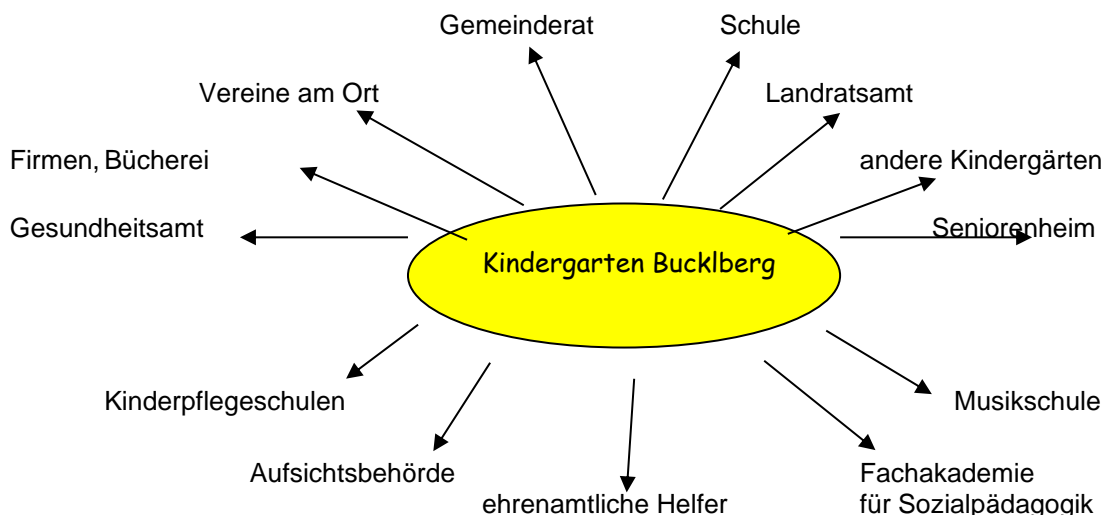 Gemeinderat
Schule
Vereine am Ort
Landratsamt
Firmen, Bücherei
andere Kindergärten
Gesundheitsamt
Seniorenheim
Kindergarten Bucklberg
Kinderpflegeschulen
Musikschule
Aufsichtsbehörde
Fachakademie
für Sozialpädagogik
ehrenamtliche Helfer